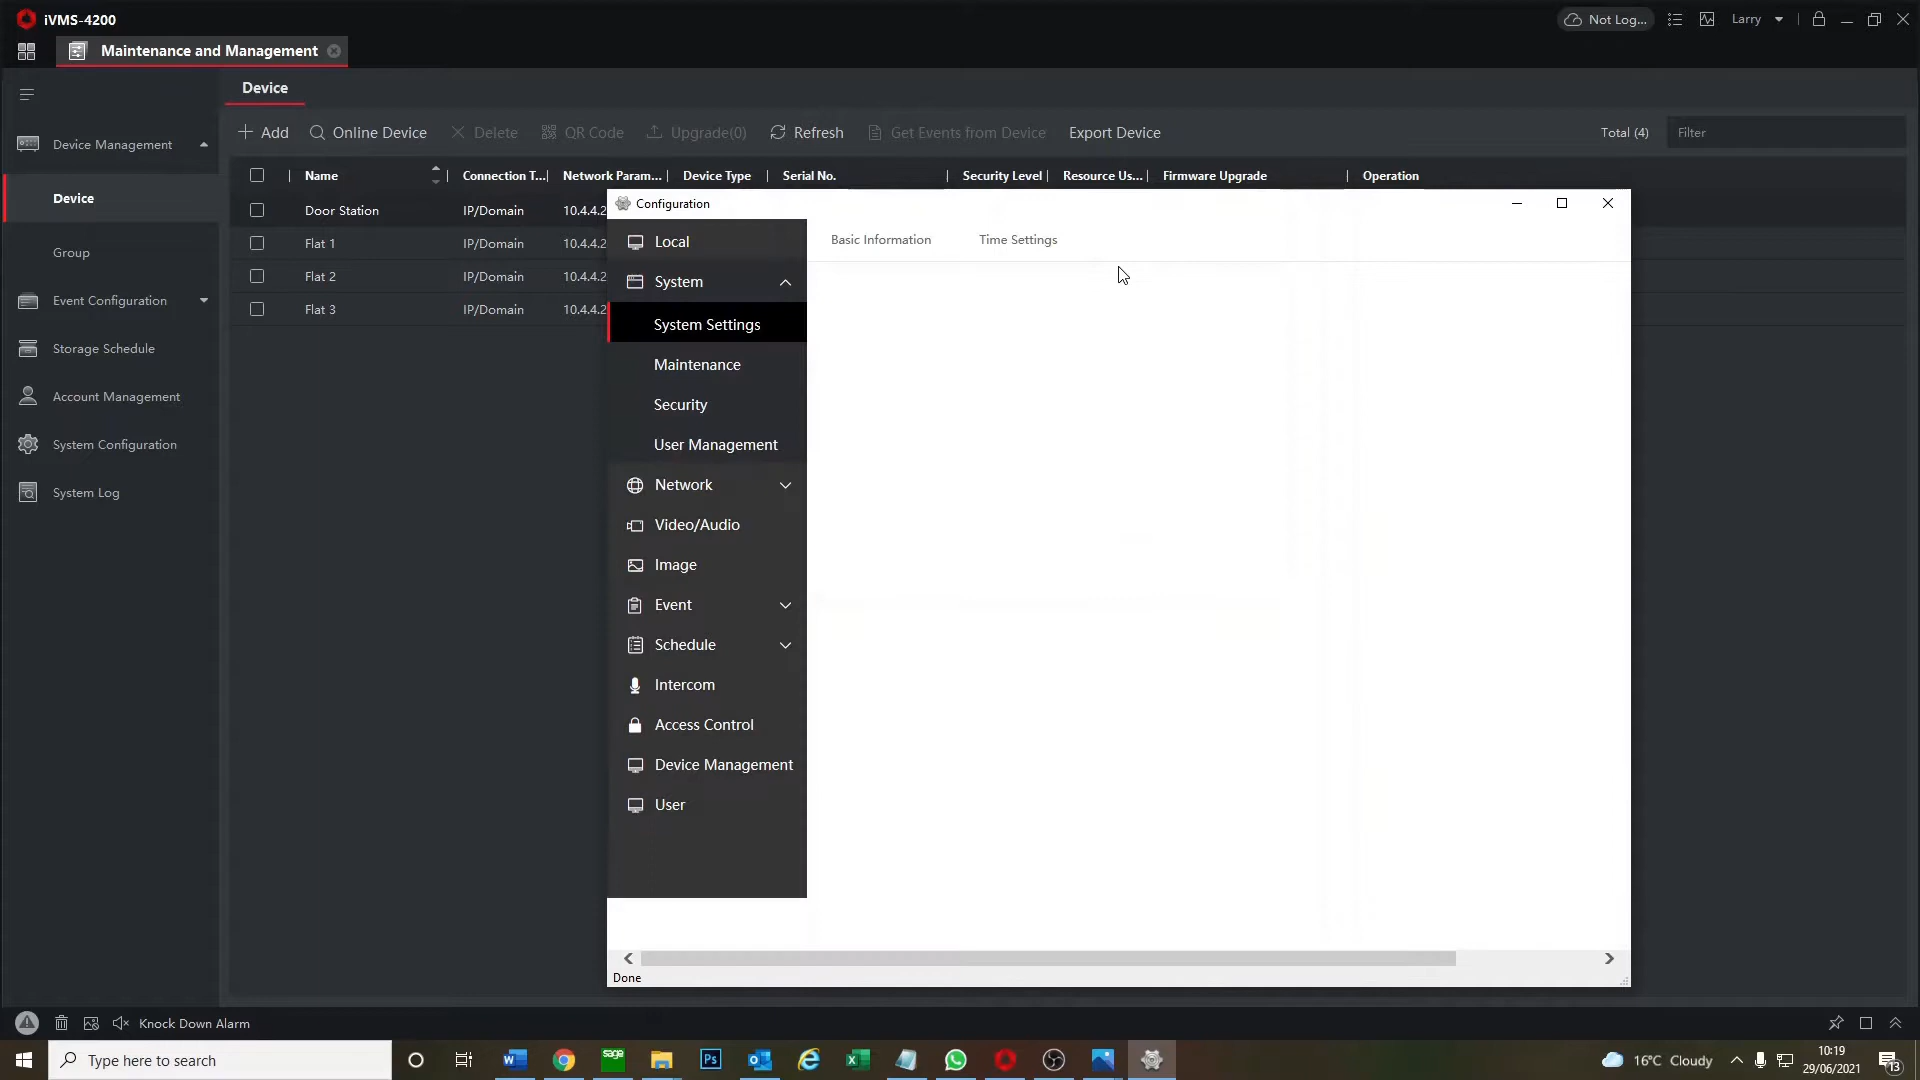 iVMS-4200
Not Log...
Larry
Maintenance and Management
Device
Add
Online Device
Delete
QR Code
Upgrade(0)
Refresh
Get Events from Device
Export Device
Total (4)
Filter
Device Management
Device
Group
Event Configuration
Storage Schedule
Account Management
System Configuration
System Log
Name
Connection T...
Network Param...
Device Type
Serial No.
Security Level
Resource Us...
Firmware Upgrade
Operation
Door Station IP/Domain 10.4.4.2
Flat 1 IP/Domain 10.4.4.2
Flat 2 IP/Domain 10.4.4.2
Flat 3 IP/Domain 10.4.4.2
Configuration
Local
System
System Settings
Maintenance
Security
User Management
Network
Video/Audio
Image
Event
Schedule
Intercom
Access Control
Device Management
User
Basic Information
Time Settings
Done
Knock Down Alarm
Type here to search
sage
Ps
16°C Cloudy
10:19
29/06/2021
13